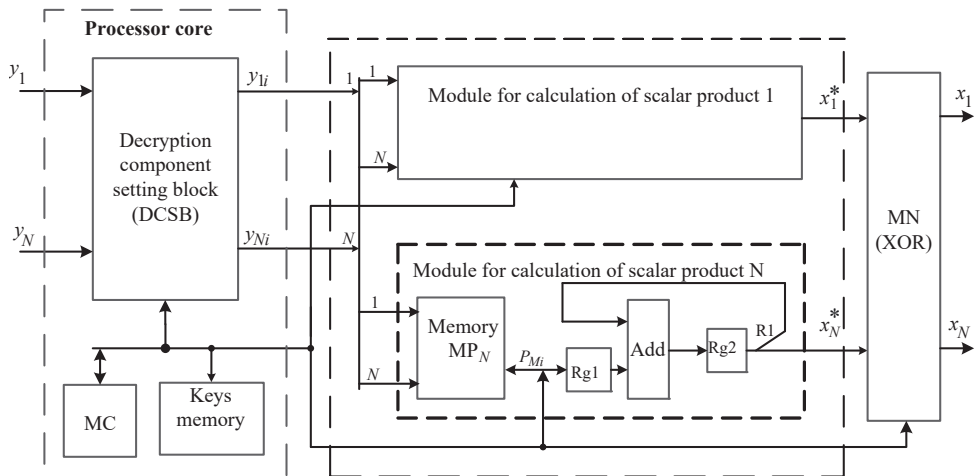 Processor core
y1
yN
Decryption
component
setting block
(DCSB)
y1i
yNi
1
N
1
N
Module for calculation of scalar product 1
x1*
Module for calculation of scalar product N
1
N
Memory
MPN
PMi
Rg1
Add
Rg2
R1
xN*
MN
(XOR)
x1
xN
MC
Keys
memory